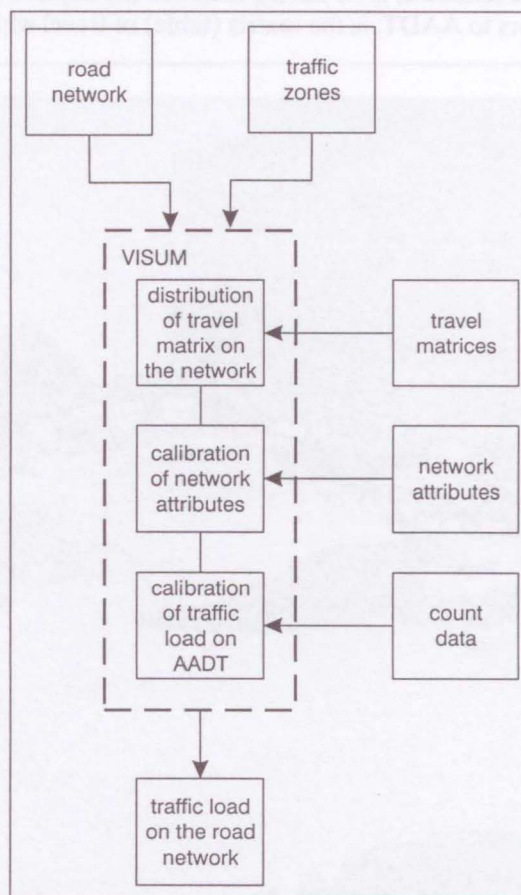 road
network
traffic
zones
VISUM
distribution
of travel
matrix on
the network
travel
matrices
calibration
of network
attributes
network
attributes
calibration
of traffic
load on
AADT
count
data
traffic load
on the road
network